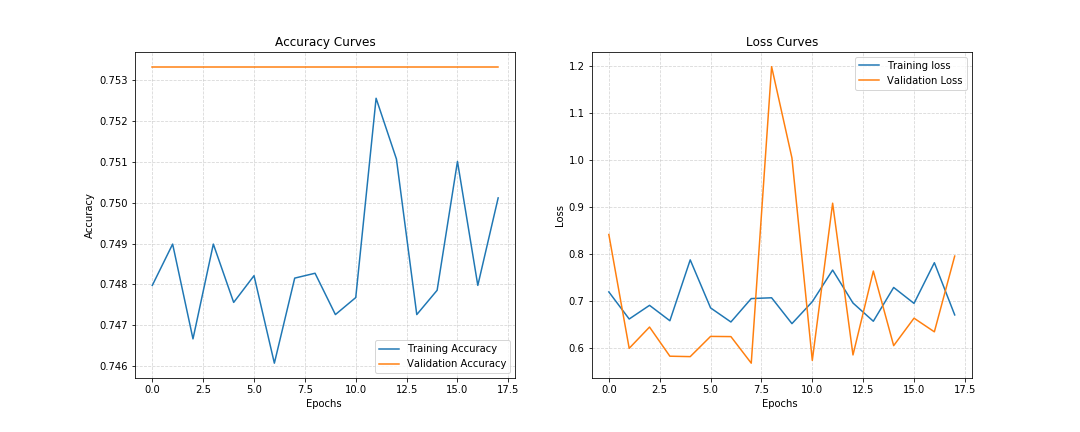 Accuracy Curves
0.753
0.752
0.751
0.750
0.749
0.748
0.747
0.746
Accuracy
Training Accuracy
Validation Accuracy
0.0 2.5 5.0 7.5 10.0 12.5 15.0 17.5
Epochs
Loss Curves
1.2
1.1
1.0
0.9
0.8
0.7
0.6
Loss
Training loss
Validation Loss
0.0 2.5 5.0 7.5 10.0 12.5 15.0 17.5
Epochs